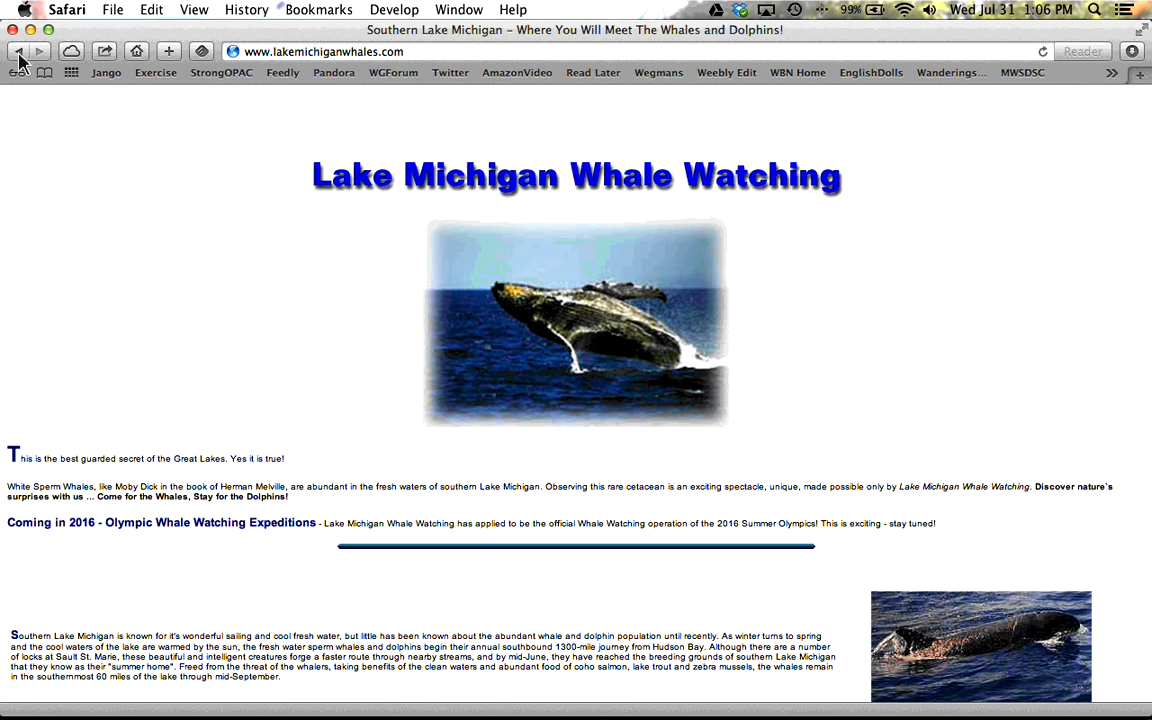 Safari File Edit View History Bookmarks Develop Window Help 99% Wed Jul 31 1:06 PM
Southern Lake Michigan – Where You Will Meet The Whales and Dolphins!
www.lakemichiganwhales.com Reader
Jango Exercise StrongOPAC Feedly Pandora WGForum Twitter AmazonVideo Read Later Wegmans Weebly Edit WBN Home EnglishDolls Wanderings... MWSDSC
Lake Michigan Whale Watching
This is the best guarded secret of the Great Lakes. Yes it is true!
White Sperm Whales, like Moby Dick in the book of Herman Melville, are abundant in the fresh waters of southern Lake Michigan. Observing this rare cetacean is an exciting spectacle, unique, made possible only by Lake Michigan Whale Watching. Discover nature's
surprises with us ... Come for the Whales, Stay for the Dolphins!
Coming in 2016 - Olympic Whale Watching Expeditions - Lake Michigan Whale Watching has applied to be the official Whale Watching operation of the 2016 Summer Olympics! This is exciting - stay tuned!
Southern Lake Michigan is known for it's wonderful sailing and cool fresh water, but little has been known about the abundant whale and dolphin population until recently. As winter turns to spring
and the cool waters of the lake are warmed by the sun, the fresh water sperm whales and dolphins begin their annual southbound 1300-mile journey from Hudson Bay. Although there are a number
of locks at Sault St. Marie, these beautiful and intelligent creatures forge a faster route through nearby streams, and by mid-June, they have reached the breeding grounds of southern Lake Michigan
that they know as their "summer home". Freed from the threat of the whalers, taking benefits of the clean waters and abundant food of coho salmon, lake trout and zebra mussels, the whales remain
in the southernmost 60 miles of the lake through mid-September.